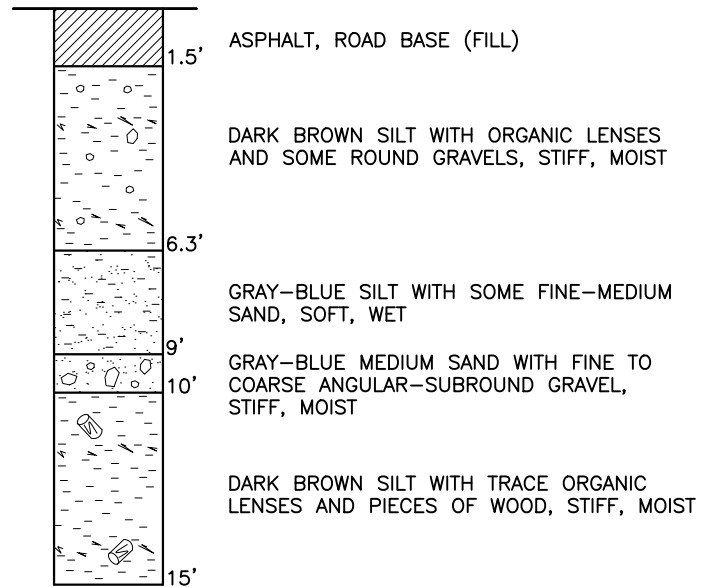 ASPHALT, ROAD BASE (FILL)
1.5'
DARK BROWN SILT WITH ORGANIC LENSES
AND SOME ROUND GRAVELS, STIFF, MOIST
6.3'
GRAY–BLUE SILT WITH SOME FINE–MEDIUM
SAND, SOFT, WET
9'
GRAY–BLUE MEDIUM SAND WITH FINE TO
COARSE ANGULAR–SUBROUND GRAVEL,
STIFF, MOIST
10'
DARK BROWN SILT WITH TRACE ORGANIC
LENSES AND PIECES OF WOOD, STIFF, MOIST
15'